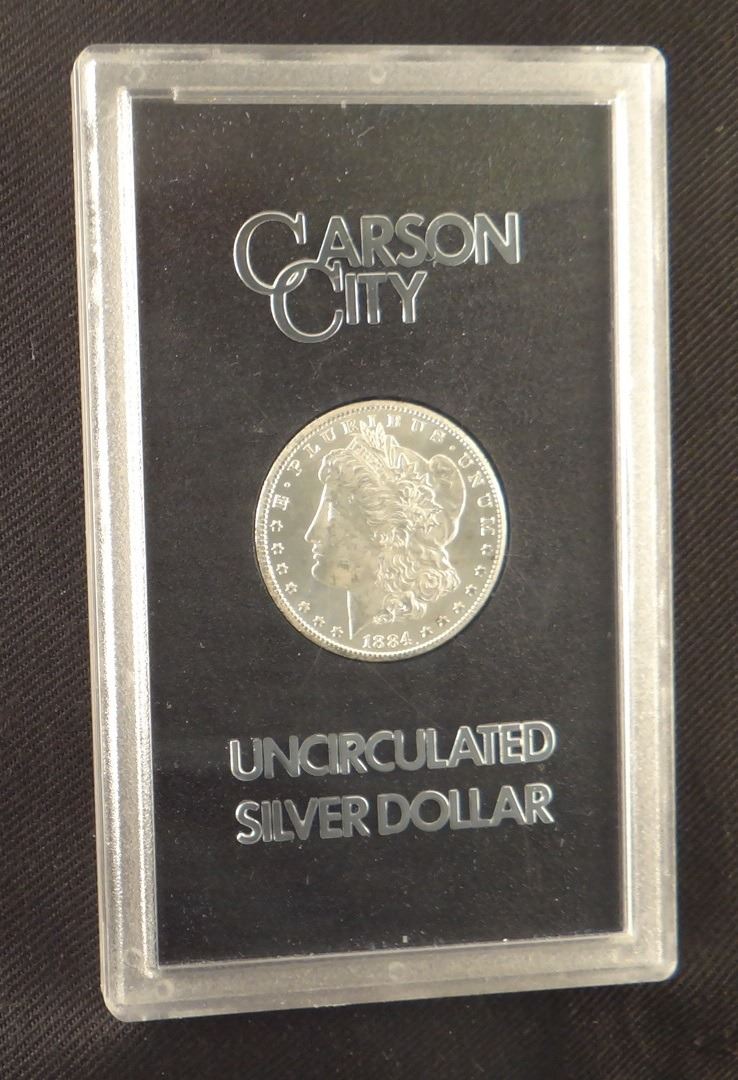 CARSON
CITY
E · PLURIBUS · UNUM
1884
UNCIRCULATED
SILVER DOLLAR